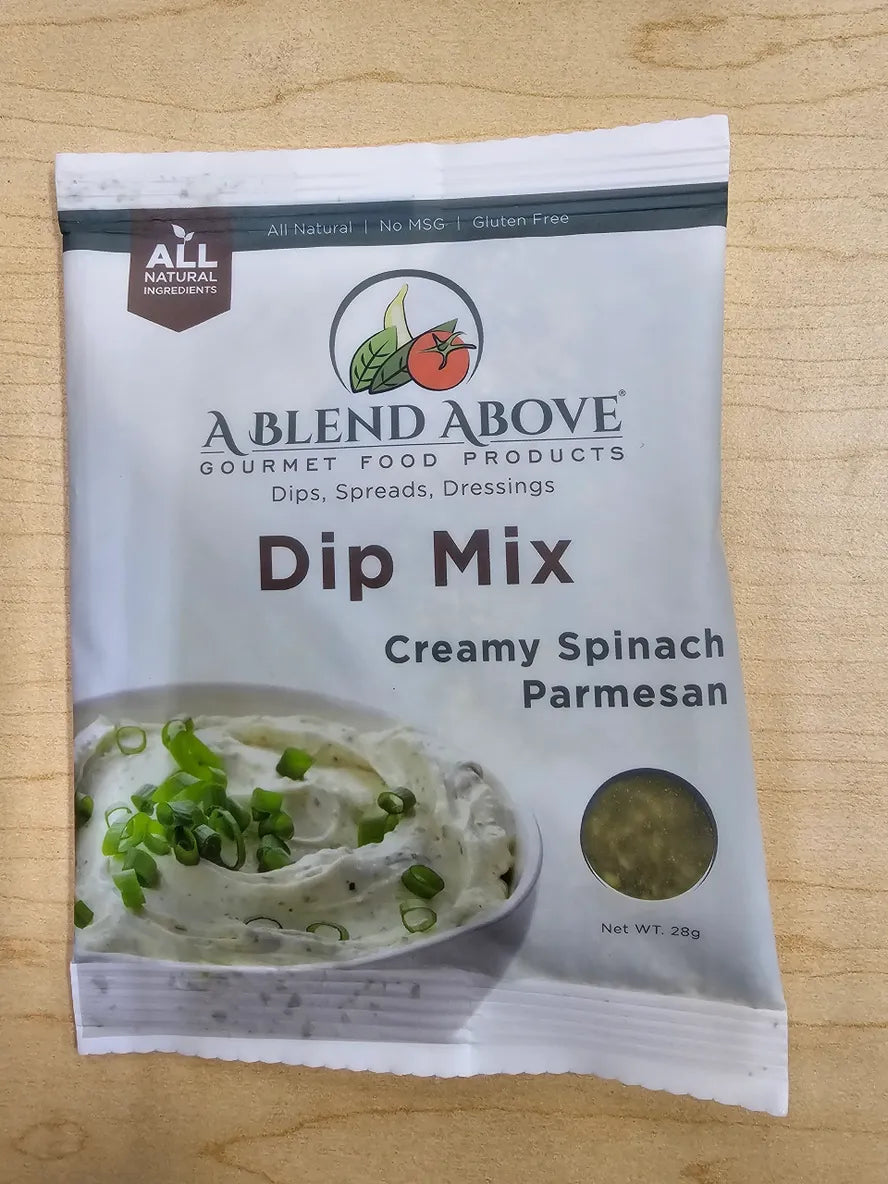 All Natural | No MSG | Gluten Free
ALL
NATURAL
INGREDIENTS
A BLEND ABOVE®
GOURMET FOOD PRODUCTS
Dips, Spreads, Dressings
Dip Mix
Creamy Spinach
Parmesan
Net WT. 28g